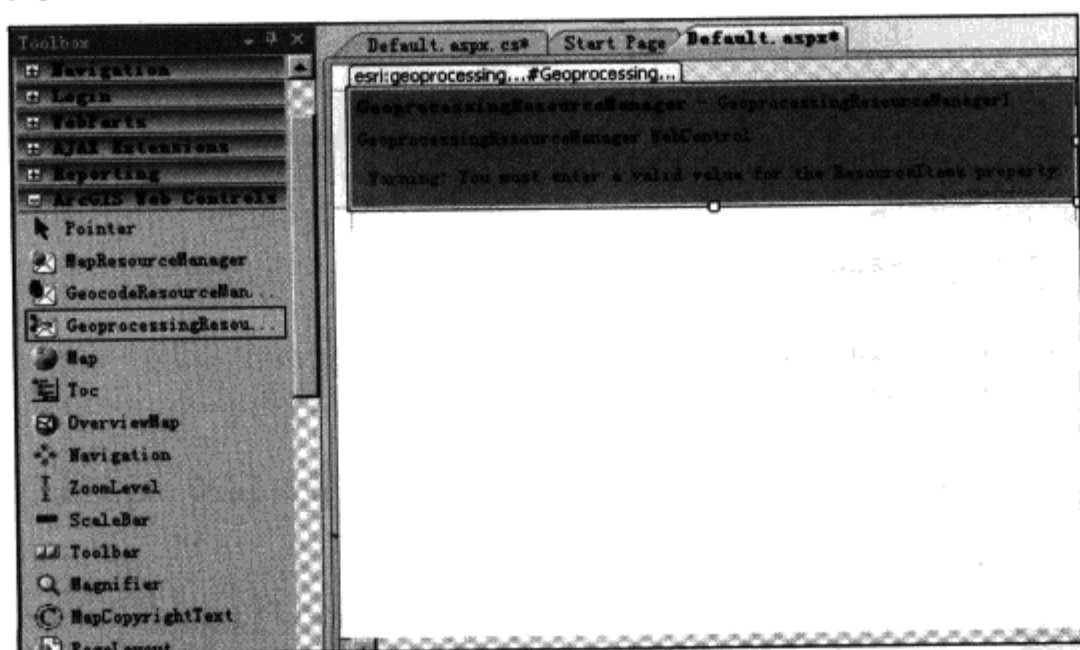 Toolbox
Navigation
Login
WebParts
AJAX Extensions
Reporting
ArcGIS Web Controls
Pointer
MapResourceManager
GeocodeResourceMan...
GeoprocessingResou...
Map
Toc
OverviewMap
Navigation
ZoomLevel
ScaleBar
Toolbar
Magnifier
MapCopyrightText
PageLayout
Default.aspx.cs* Start Page Default.aspx*
esri:geoprocessing...#Geoprocessing...
GeoprocessingResourceManager - GeoprocessingResourceManager1
GeoprocessingResourceManager WebControl
Warning: You must enter a valid value for the ResourceItems property.